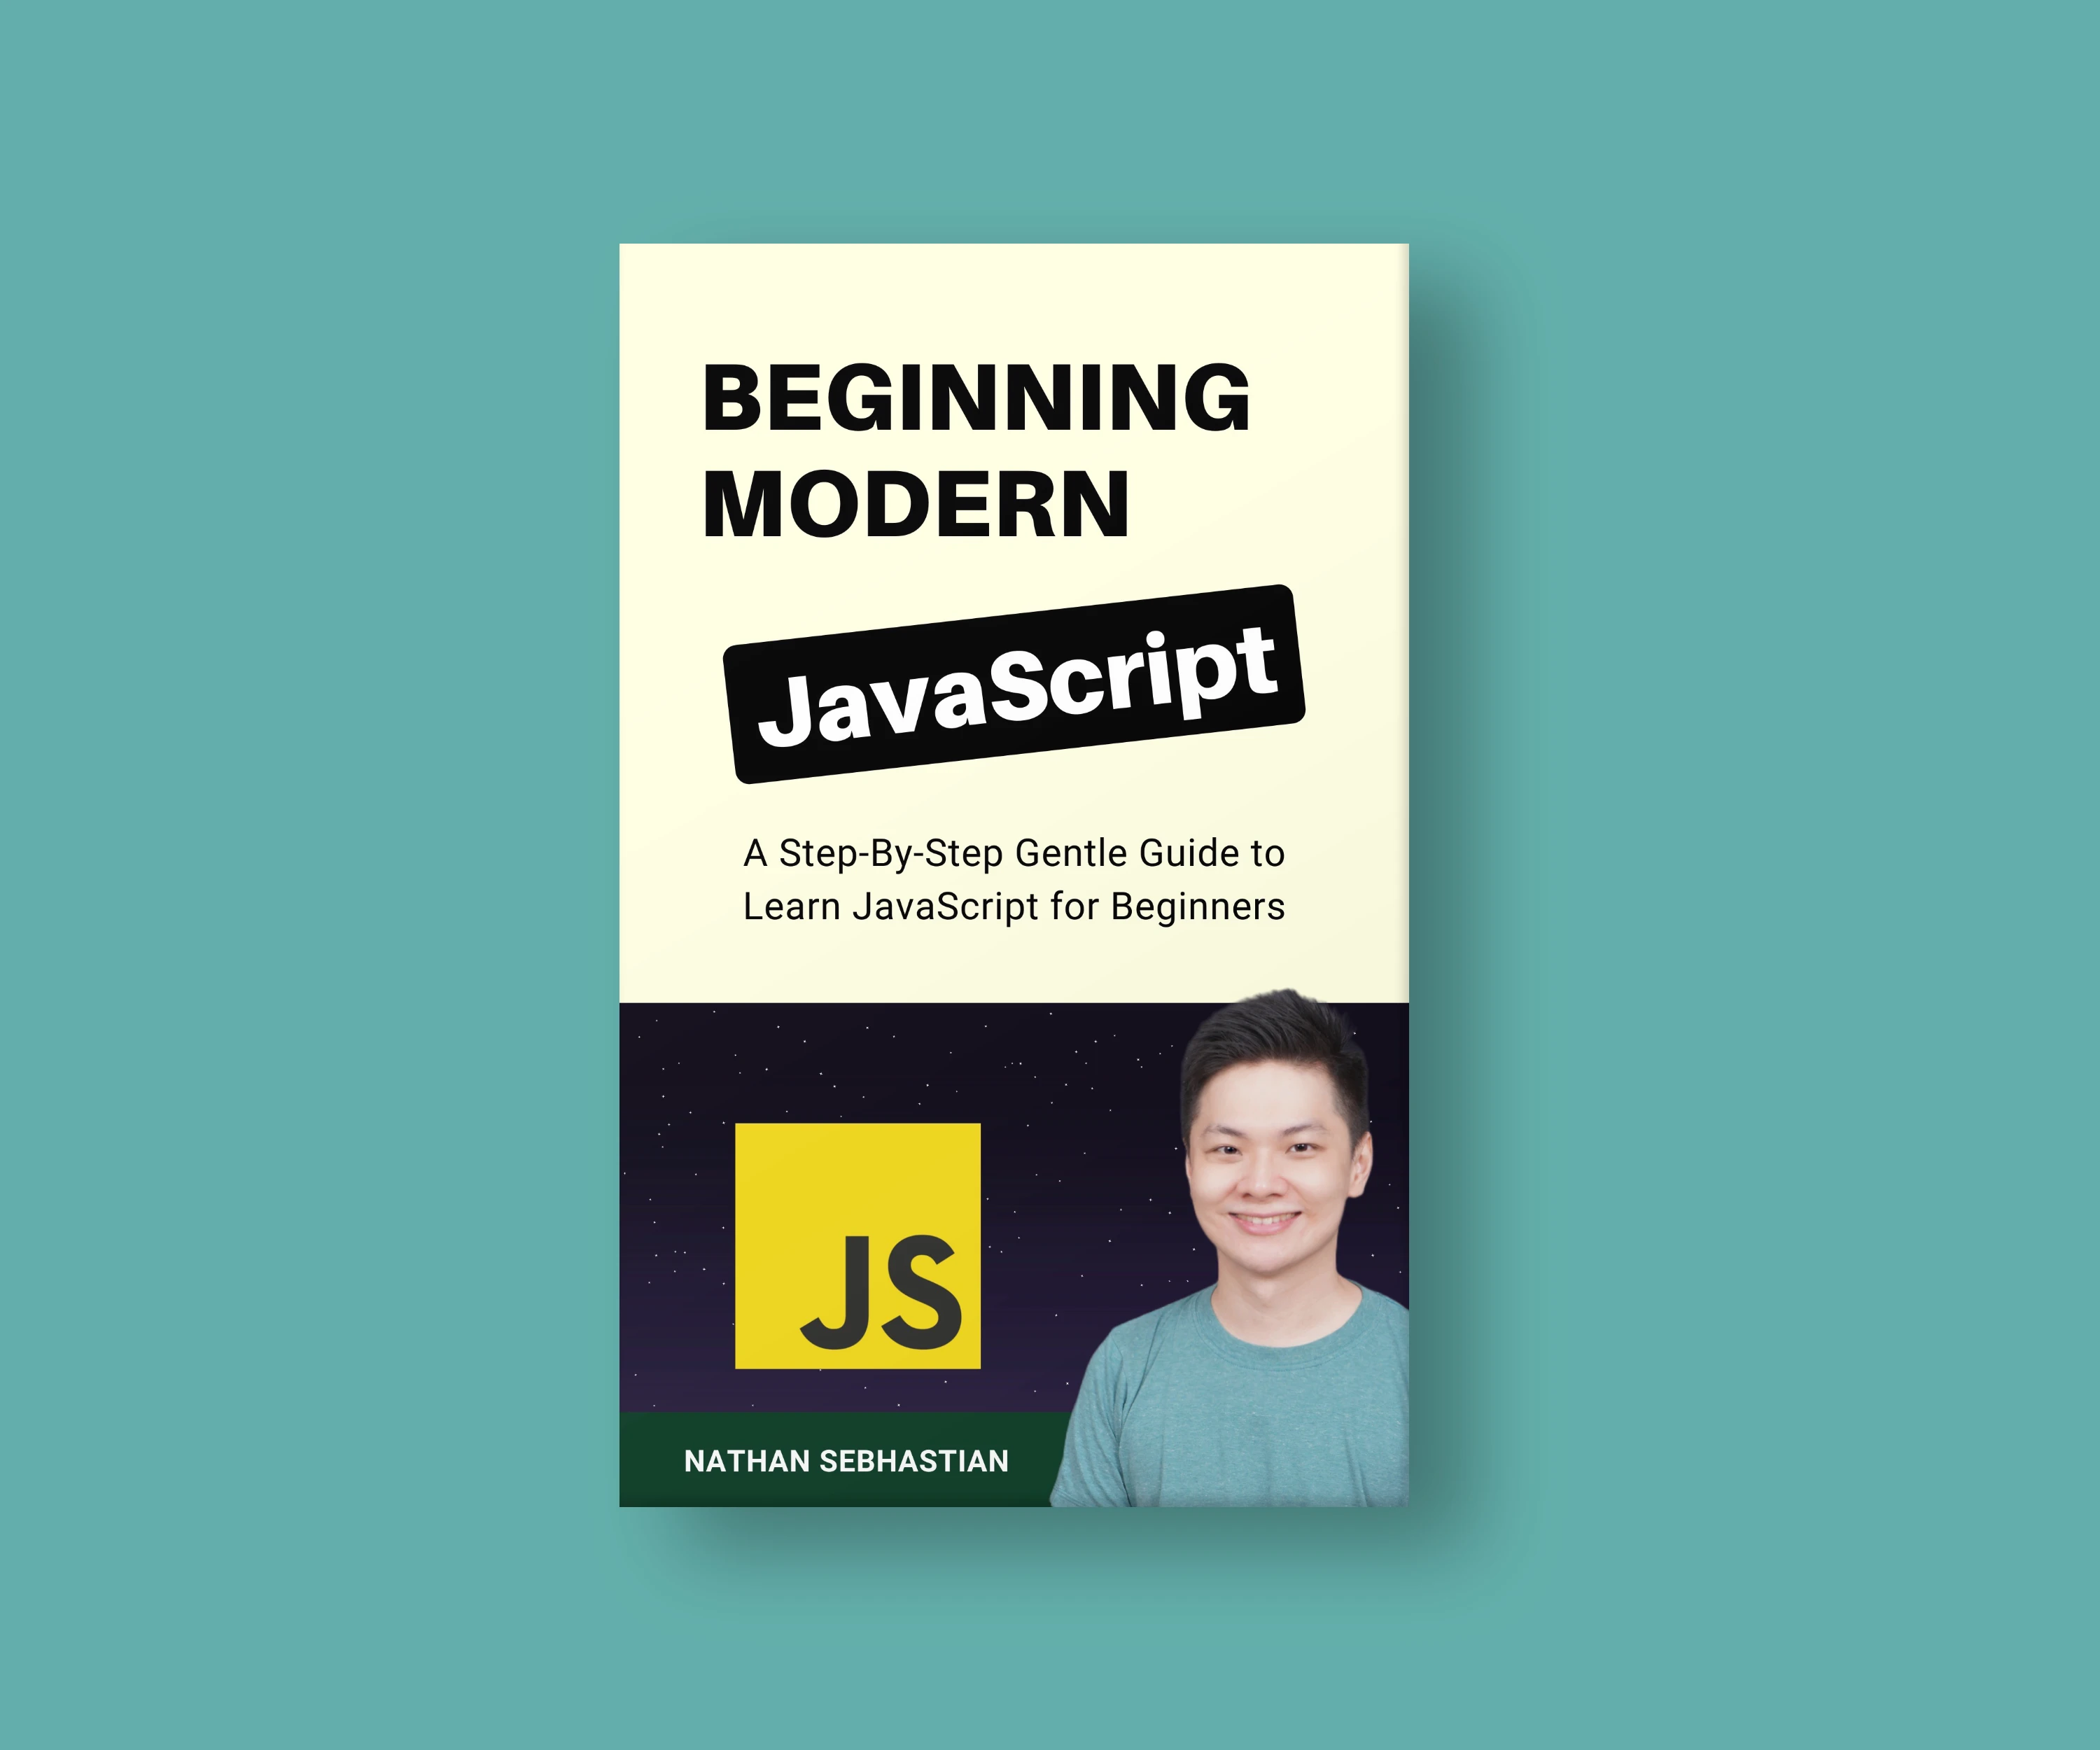 BEGINNING
MODERN
JavaScript
A Step-By-Step Gentle Guide to
Learn JavaScript for Beginners
JS
NATHAN SEBHASTIAN